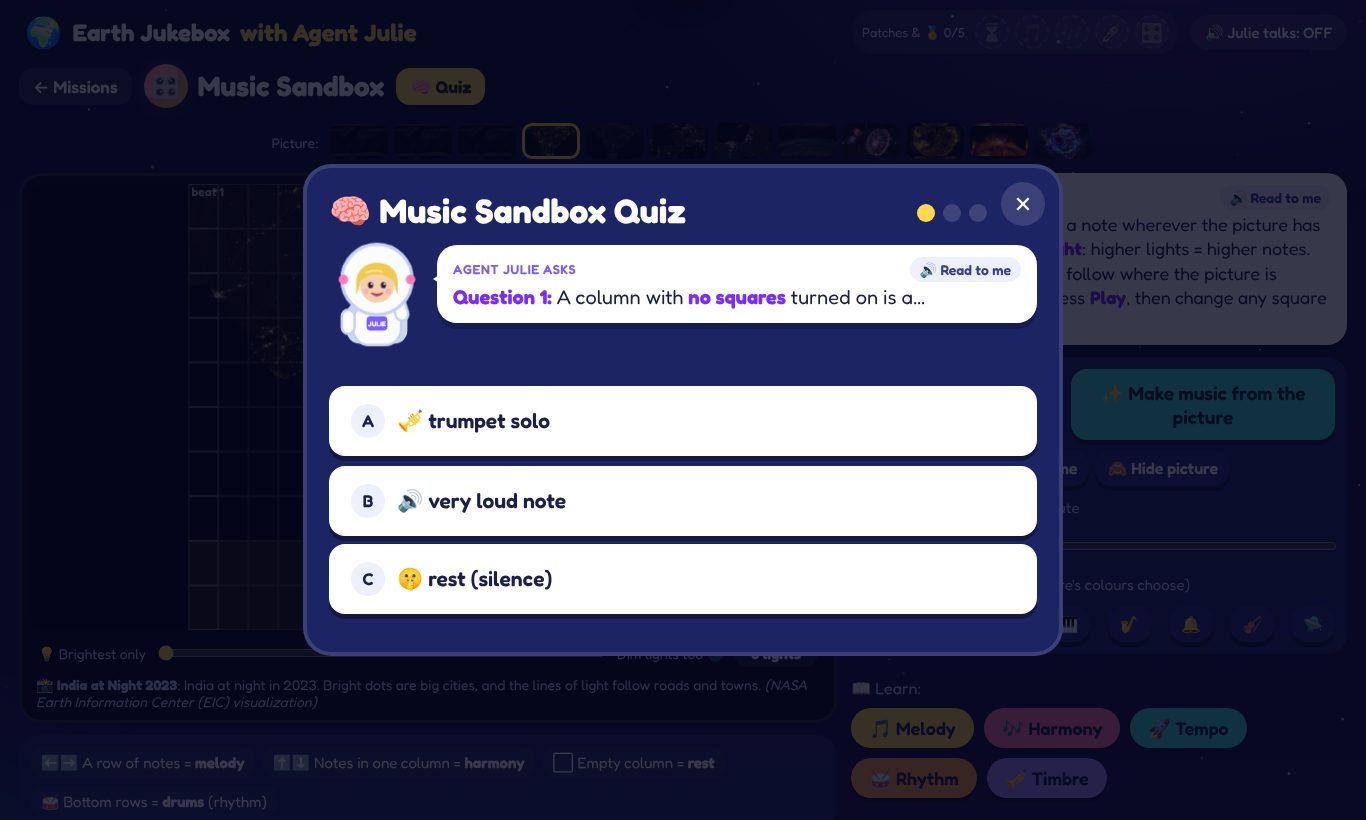 Earth Jukebox with Agent Julie
Patches & 🏅 0/5
🔊 Julie talks: OFF
← Missions
Music Sandbox
🧠 Quiz
Picture:
beat 1
🔊 Read to me
a note wherever the picture has
ht: higher lights = higher notes.
follow where the picture is
ess Play, then change any square
🧠 Music Sandbox Quiz
✕
AGENT JULIE ASKS
🔊 Read to me
Question 1: A column with no squares turned on is a...
JULIE
A 🎺 trumpet solo
B 🔊 very loud note
C 🤫 rest (silence)
✨ Make music from the
picture
me
🙈 Hide picture
re's colours choose)
💡 Brightest only
📸 India at Night 2023: India at night in 2023. Bright dots are big cities, and the lines of light follow roads and towns. (NASA
Earth Information Center (EIC) visualization)
📖 Learn:
🎵 Melody
🎶 Harmony
🚀 Tempo
🥁 Rhythm
🎺 Timbre
⬅➡ A row of notes = melody
⬆⬇ Notes in one column = harmony
Empty column = rest
🥁 Bottom rows = drums (rhythm)